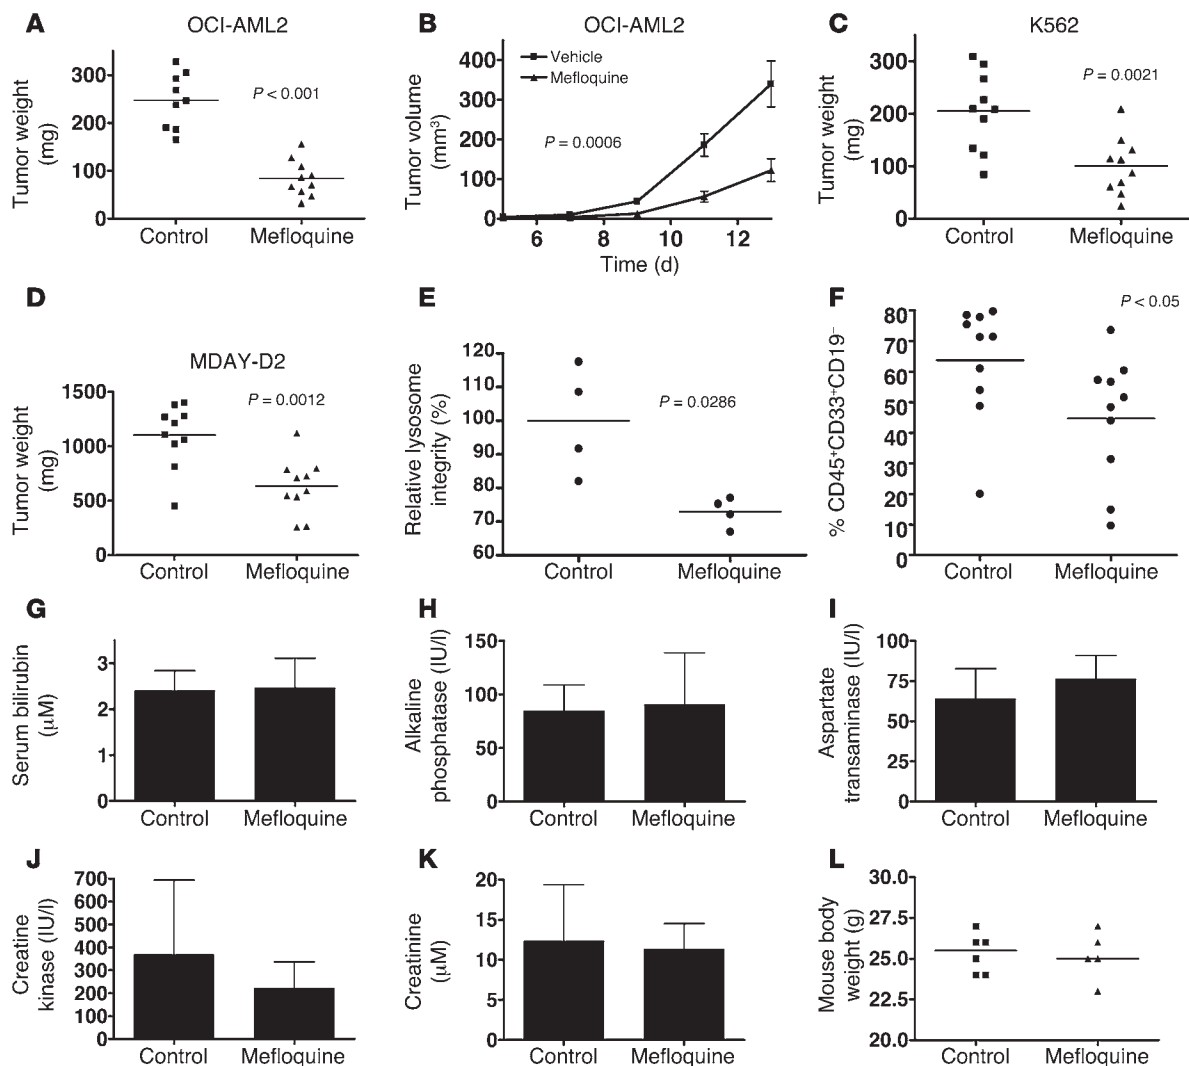 A
OCI-AML2
Tumor weight
(mg)
300
200
100
0
P < 0.001
Control
Mefloquine
B
OCI-AML2
Tumor volume
(mm³)
400
300
200
100
0
Vehicle
Mefloquine
P = 0.0006
6
8
10
12
Time (d)
C
K562
Tumor weight
(mg)
300
200
100
0
P = 0.0021
Control
Mefloquine
D
MDAY-D2
Tumor weight
(mg)
1500
1000
500
0
P = 0.0012
Control
Mefloquine
E
Relative lysosome
integrity (%)
120
110
100
90
80
70
60
P = 0.0286
Control
Mefloquine
F
% CD45⁺CD33⁺CD19⁻
80
70
60
50
40
30
20
10
0
P < 0.05
Control
Mefloquine
G
Serum bilirubin
(μM)
3
2
1
0
Control
Mefloquine
H
Alkaline
phosphatase (IU/l)
150
100
50
0
Control
Mefloquine
I
Aspartate
transaminase (IU/l)
100
75
50
25
0
Control
Mefloquine
J
Creatine
kinase (IU/l)
700
600
500
400
300
200
100
0
Control
Mefloquine
K
Creatinine
(μM)
20
15
10
5
0
Control
Mefloquine
L
Mouse body
weight (g)
30.0
27.5
25.0
22.5
20.0
Control
Mefloquine